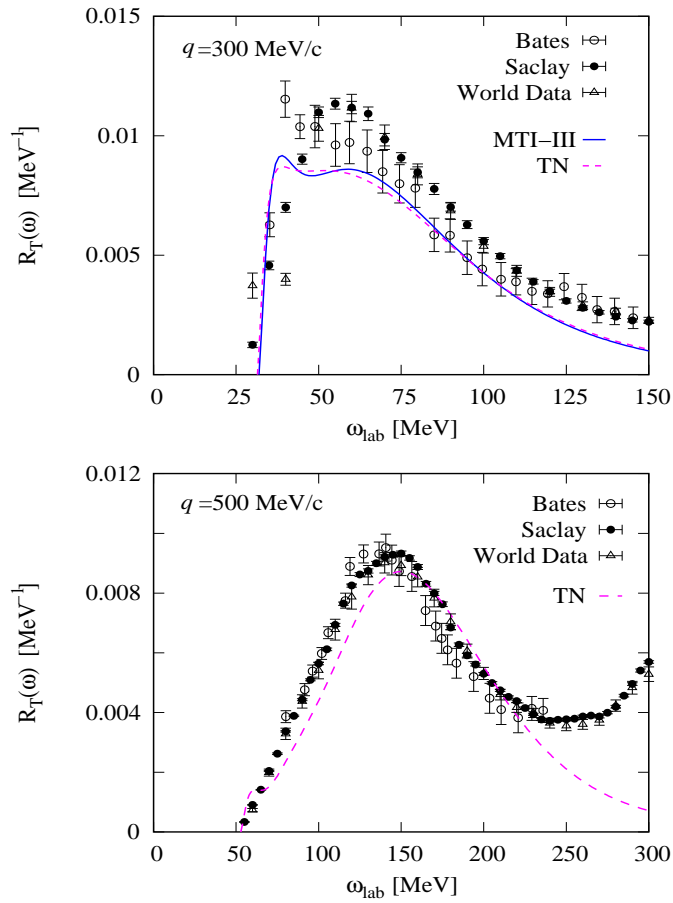 q=300 MeV/c
Bates
Saclay
World Data
MTI-III
TN
R_T(ω) [MeV⁻¹]
0.015
0.01
0.005
0
0 25 50 75 100 125 150
ω_lab [MeV]
q=500 MeV/c
Bates
Saclay
World Data
TN
R_T(ω) [MeV⁻¹]
0.012
0.008
0.004
0
0 50 100 150 200 250 300
ω_lab [MeV]